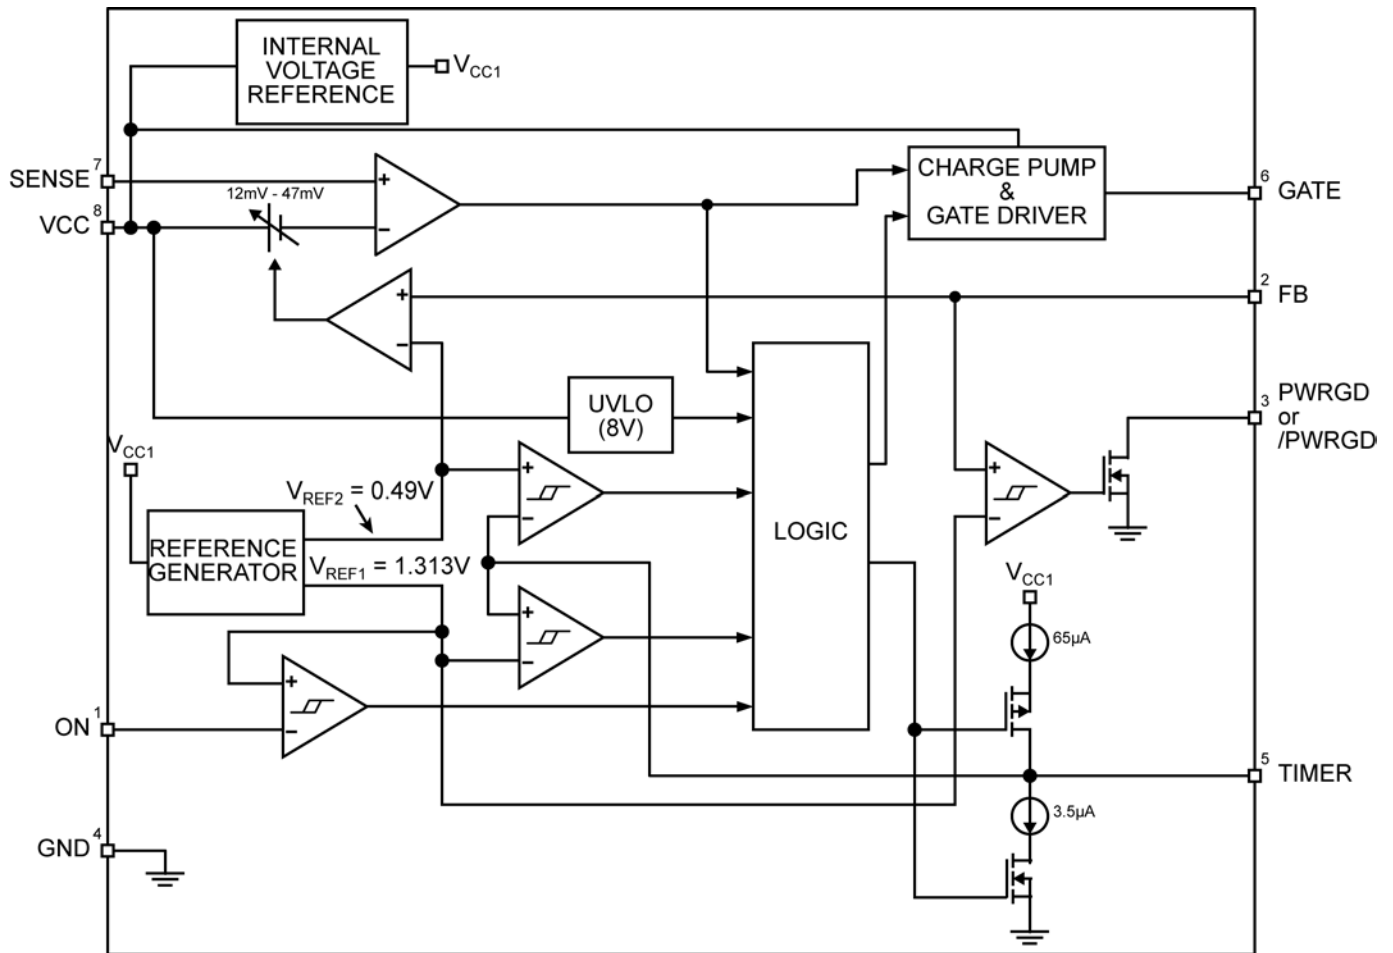 INTERNAL
VOLTAGE
REFERENCE
VCC1
SENSE 7
12mV - 47mV
VCC 8
+
−
CHARGE PUMP
&
GATE DRIVER
6 GATE
+
−
2 FB
UVLO
(8V)
3 PWRGD
or
/PWRGD
VCC1
VREF2 = 0.49V
+
−
+
−
LOGIC
REFERENCE
GENERATOR
VREF1 = 1.313V
VCC1
+
−
65µA
+
−
ON 1
5 TIMER
3.5µA
GND 4